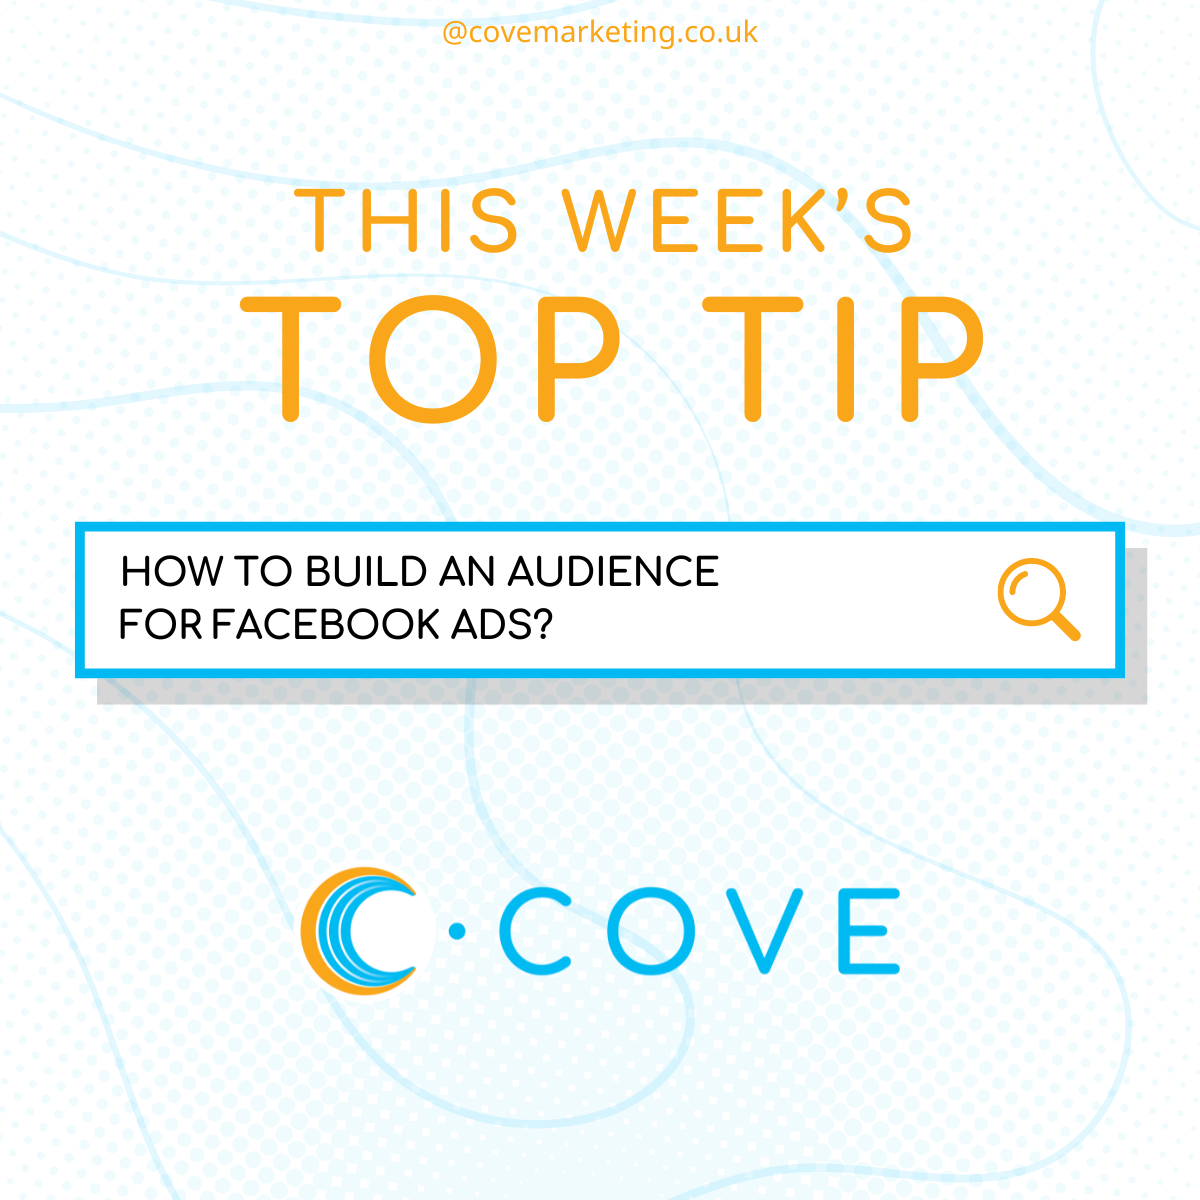 @covemarketing.co.uk
THIS WEEK’S
TOP TIP
HOW TO BUILD AN AUDIENCE
FOR FACEBOOK ADS?
COVE